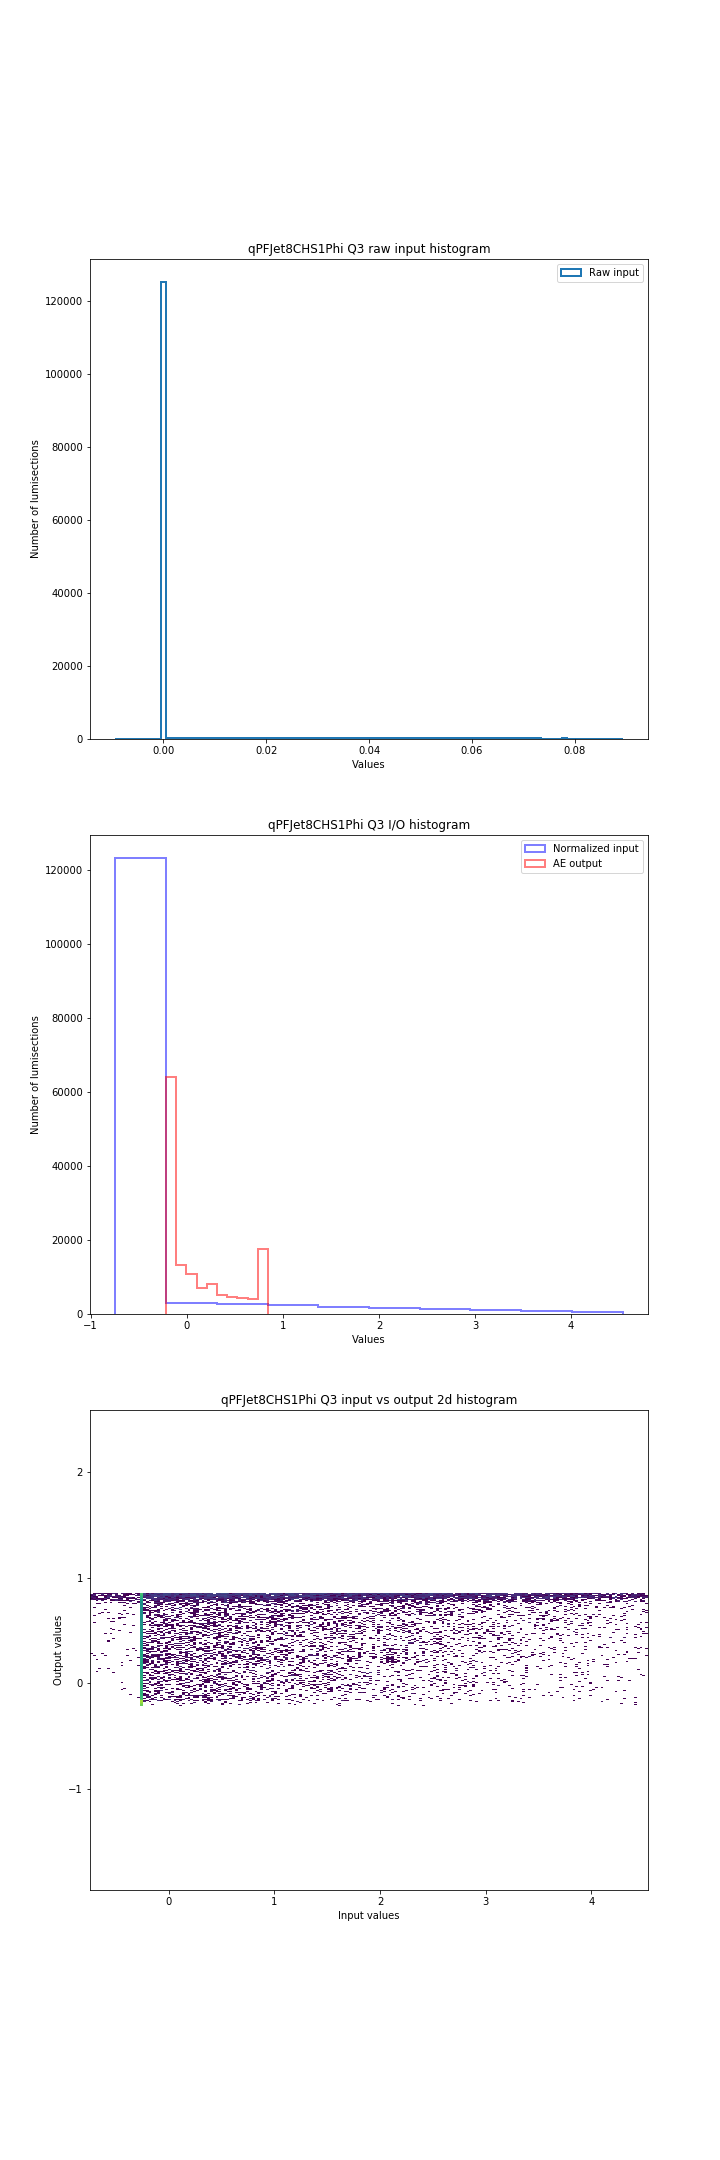 qPFJet8CHS1Phi Q3 raw input histogram
Raw input
120000
100000
80000
60000
40000
20000
0
Number of lumisections
0.00 0.02 0.04 0.06 0.08
Values
qPFJet8CHS1Phi Q3 I/O histogram
Normalized input
AE output
120000
100000
80000
60000
40000
20000
0
Number of lumisections
−1 0 1 2 3 4
Values
qPFJet8CHS1Phi Q3 input vs output 2d histogram
2
1
0
−1
Output values
0 1 2 3 4
Input values